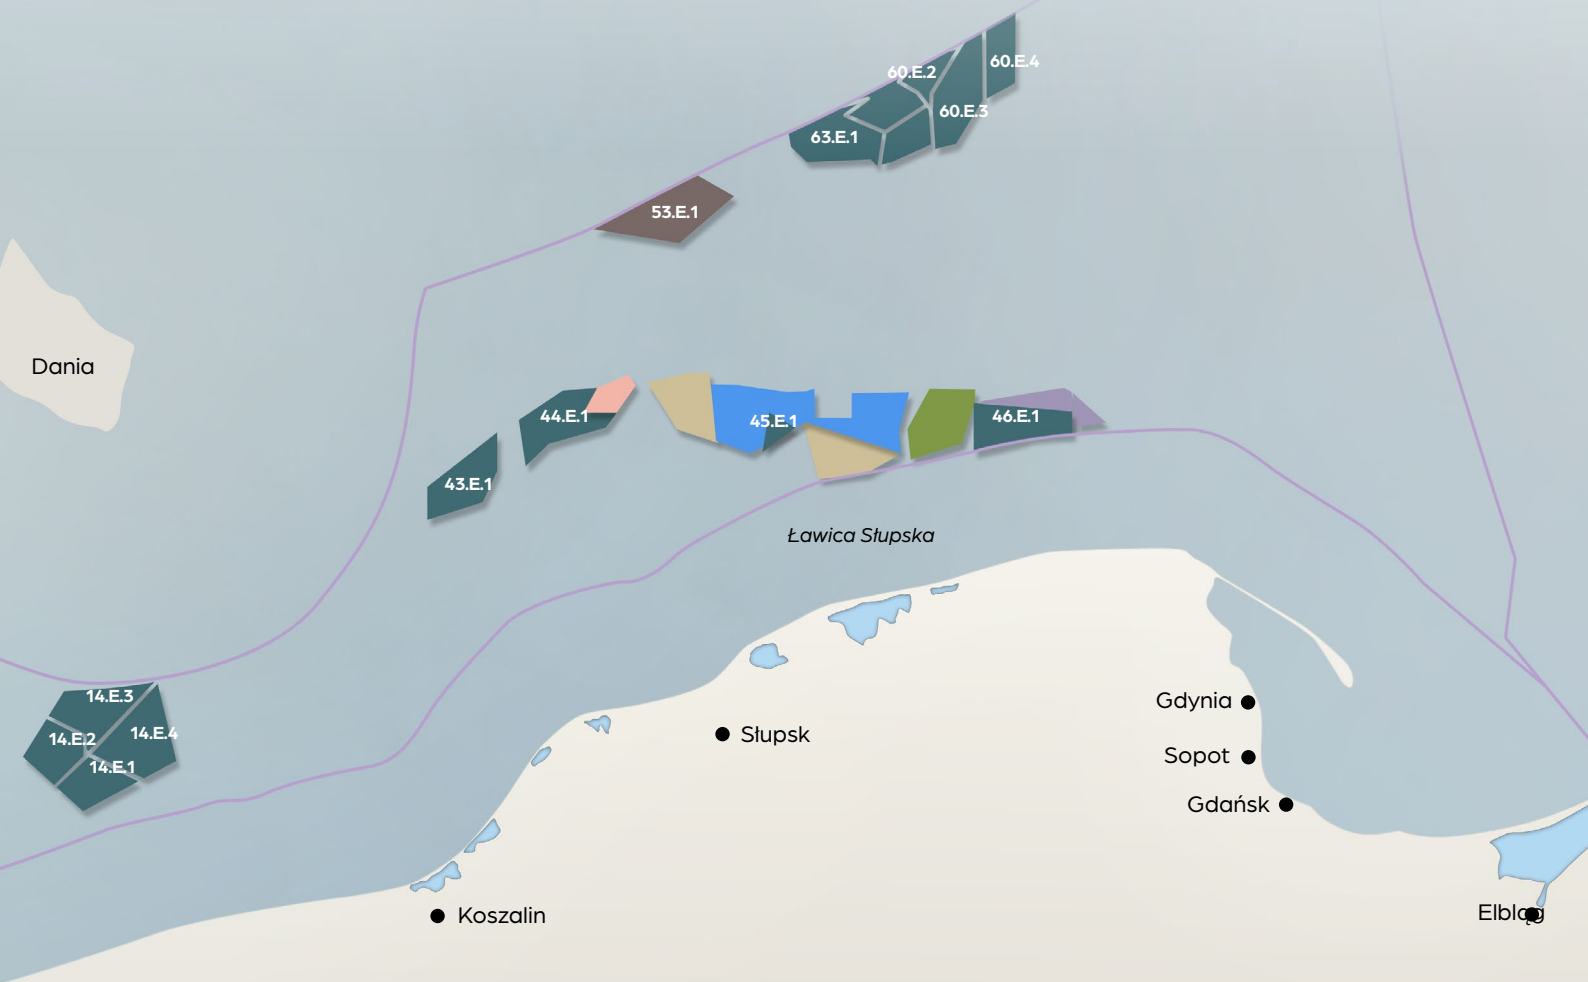 60.E.4
60.E.2
60.E.3
63.E.1
53.E.1
Dania
44.E.1
45.E.1
46.E.1
43.E.1
Ławica Słupska
14.E.3
14.E.2
14.E.4
14.E.1
Gdynia
Słupsk
Sopot
Gdańsk
Koszalin
Elbląg